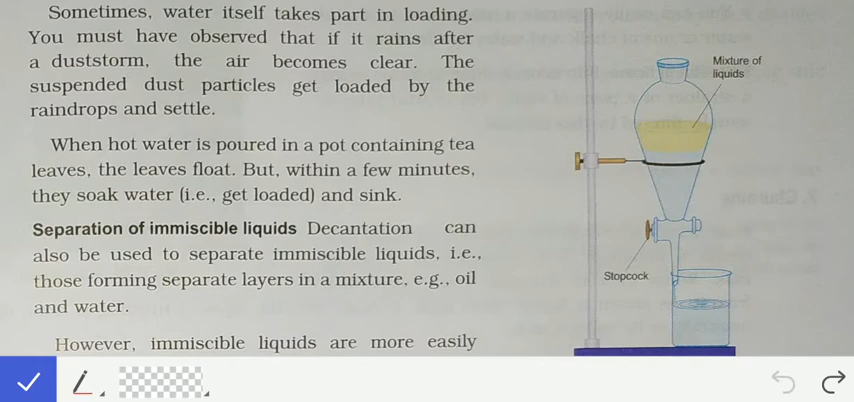 Sometimes, water itself takes part in loading.
You must have observed that if it rains after
a duststorm, the air becomes clear. The
suspended dust particles get loaded by the
raindrops and settle.
When hot water is poured in a pot containing tea
leaves, the leaves float. But, within a few minutes,
they soak water (i.e., get loaded) and sink.
Separation of immiscible liquids Decantation can
also be used to separate immiscible liquids, i.e.,
those forming separate layers in a mixture, e.g., oil
and water.
However, immiscible liquids are more easily
Mixture of
liquids
Stopcock